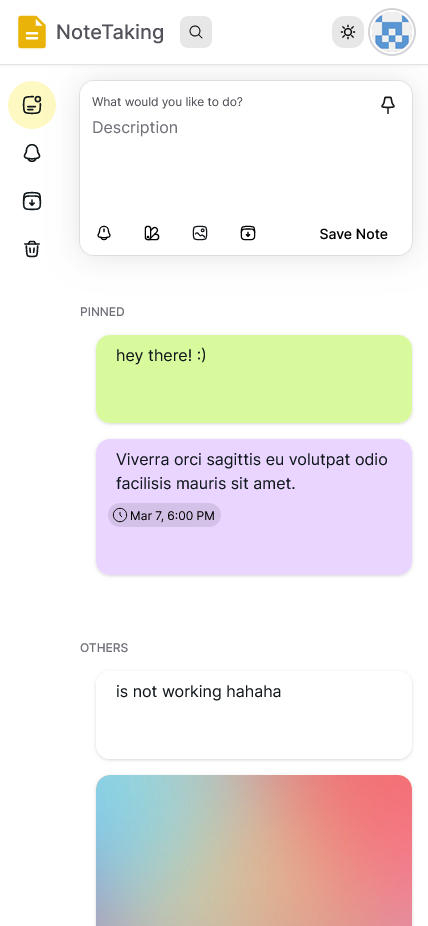 NoteTaking
What would you like to do?
Description
Save Note
PINNED
hey there! :)
Viverra orci sagittis eu volutpat odio
facilisis mauris sit amet.
Mar 7, 6:00 PM
OTHERS
is not working hahaha